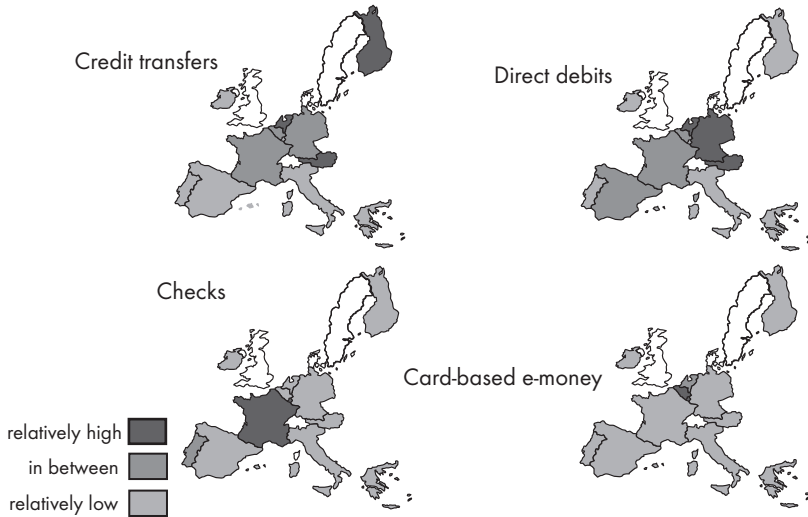 Credit transfers
Direct debits
Checks
Card-based e-money
relatively high
in between
relatively low